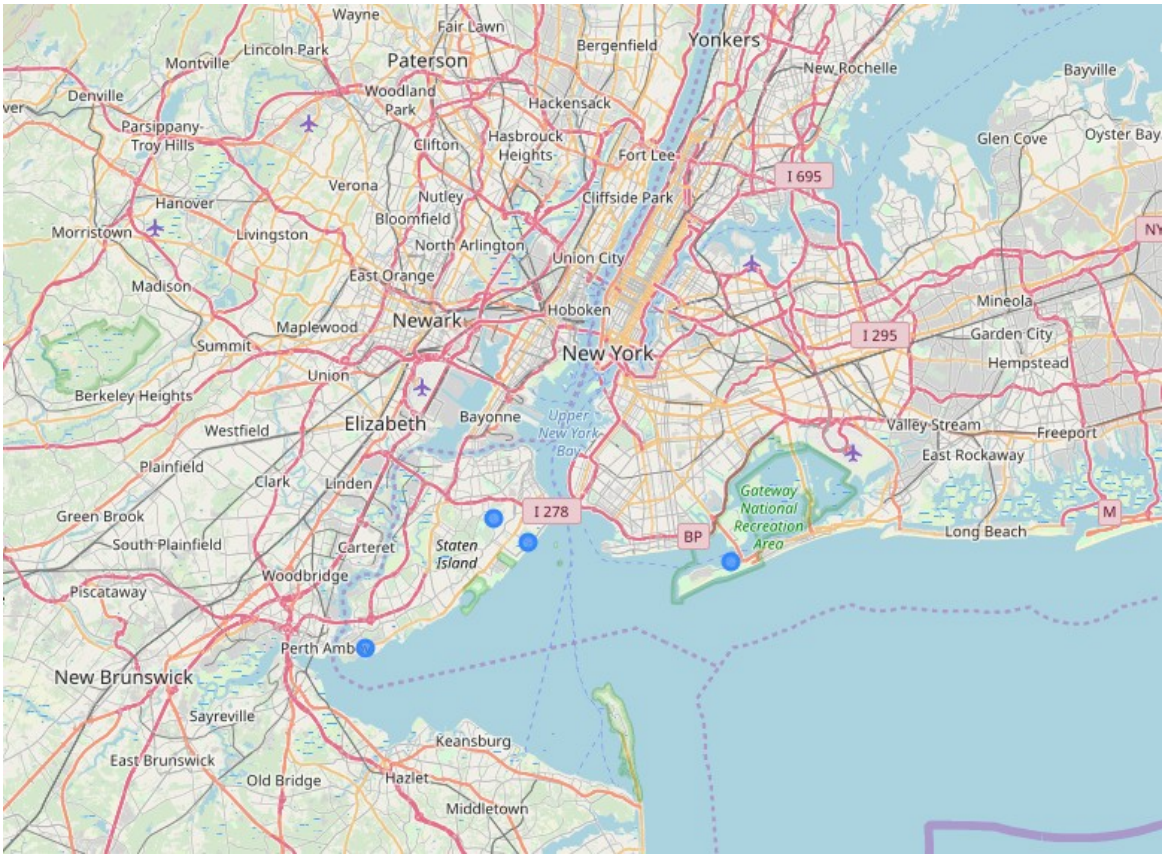 Wayne
Fair Lawn
Lincoln Park
Bergenfield
Yonkers
Montville
Paterson
New Rochelle
Bayville
Denville
Woodland
Park
Hackensack
Parsippany-
Troy Hills
Clifton
Hasbrouck
Heights
Fort Lee
Glen Cove
Oyster Bay
I 695
Verona
Nutley
Cliffside Park
Hanover
Bloomfield
Morristown
Livingston
North Arlington
NY
Union City
East Orange
Madison
Hoboken
Mineola
Newark
Maplewood
I 295
Garden City
Summit
New York
Hempstead
Union
Berkeley Heights
Elizabeth
Bayonne
Upper
New York
Bay
Valley Stream
Freeport
Westfield
East Rockaway
Plainfield
Clark
Linden
Gateway
National
Recreation
Area
Green Brook
I 278
M
Long Beach
South Plainfield
Carteret
Staten
Island
BP
Woodbridge
Piscataway
Perth Amb
New Brunswick
Sayreville
Keansburg
East Brunswick
Old Bridge
Hazlet
Middletown